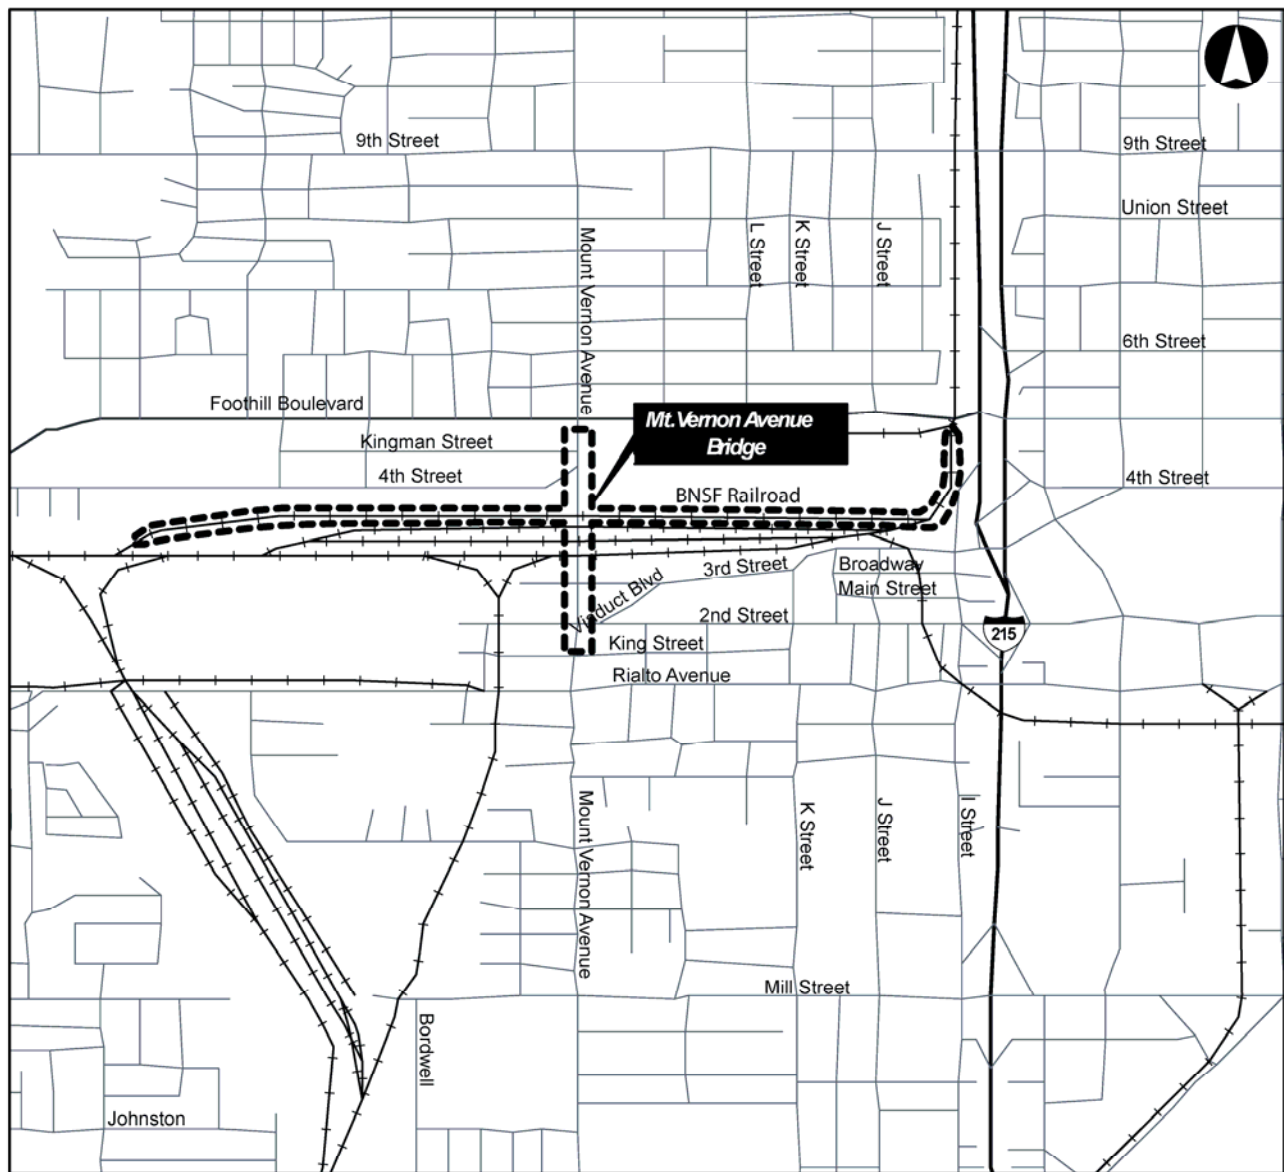 9th Street
9th Street
Union Street
Mount Vernon Avenue
L Street
K Street
J Street
6th Street
Foothill Boulevard
Mt. Vernon Avenue
Bridge
Kingman Street
4th Street
4th Street
BNSF Railroad
3rd Street
Broadway
Main Street
Viaduct Blvd
2nd Street
215
King Street
Rialto Avenue
Mount Vernon Avenue
K Street
J Street
I Street
Mill Street
Bordwell
Johnston